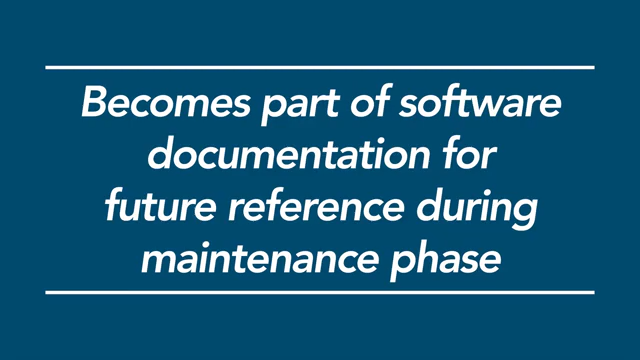 Becomes part of software
documentation for
future reference during
maintenance phase